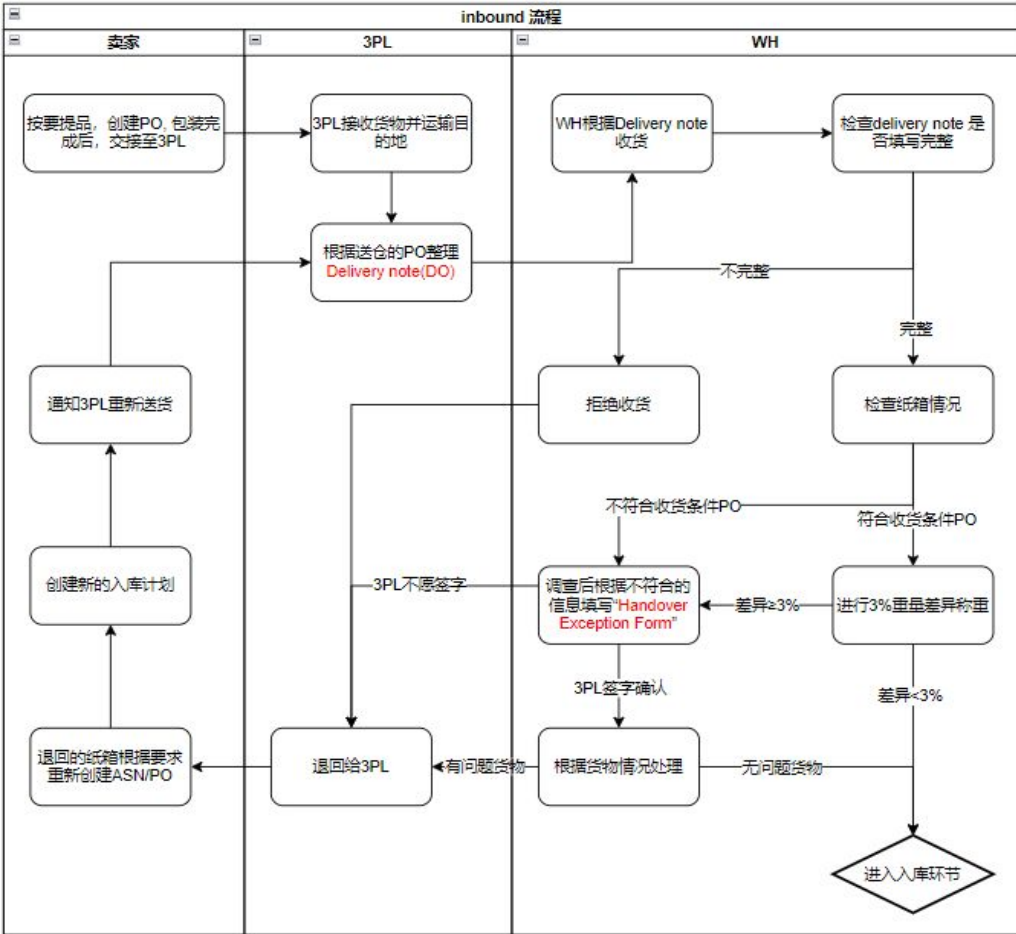 inbound 流程
卖家
3PL
WH
按要提品，创建PO, 包装完
成后，交接至3PL
3PL接收货物并运输目
的地
WH根据Delivery note
收货
检查delivery note 是
否填写完整
根据送仓的PO整理
Delivery note(DO)
不完整
完整
通知3PL重新送货
拒绝收货
检查纸箱情况
不符合收货条件PO
符合收货条件PO
创建新的入库计划
3PL不愿签字
调查后根据不符合的
信息填写“Handover
Exception Form”
差异≥3%
进行3%重量差异称重
3PL签字确认
差异<3%
退回的纸箱根据要求
重新创建ASN/PO
退回给3PL
有问题货物
根据货物情况处理
无问题货物
进入入库环节